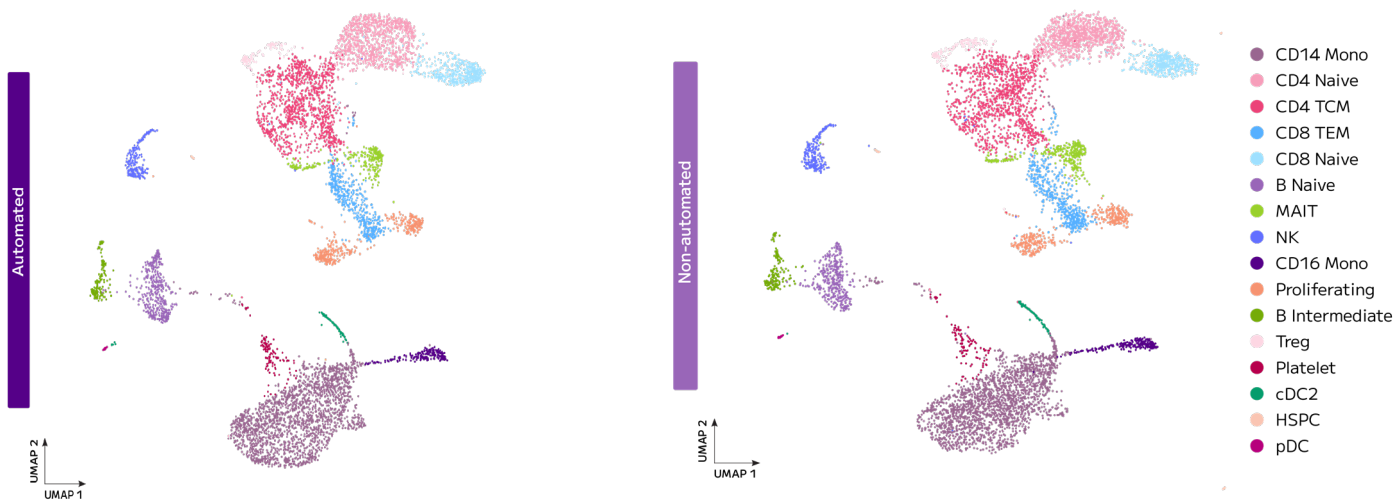 Automated
UMAP 2
UMAP 1
Non-automated
UMAP 2
UMAP 1
CD14 Mono
CD4 Naive
CD4 TCM
CD8 TEM
CD8 Naive
B Naive
MAIT
NK
CD16 Mono
Proliferating
B Intermediate
Treg
Platelet
cDC2
HSPC
pDC